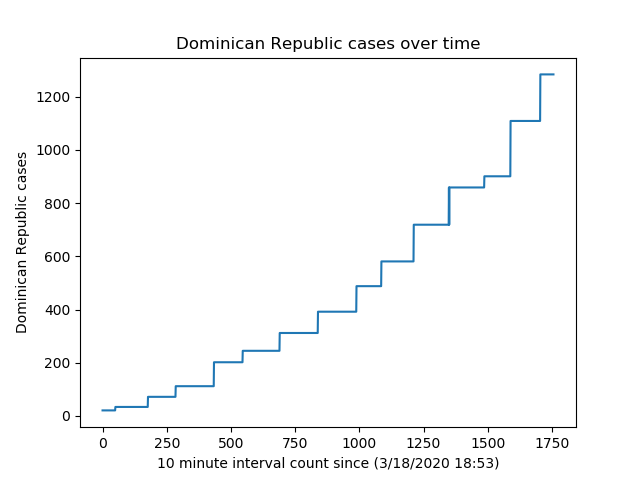 Dominican Republic cases over time
Dominican Republic cases
1200
1000
800
600
400
200
0
0 250 500 750 1000 1250 1500 1750
10 minute interval count since (3/18/2020 18:53)